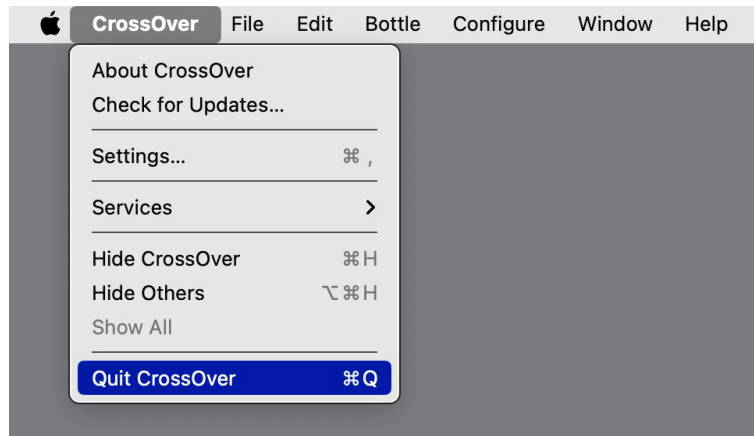 CrossOver File Edit Bottle Configure Window Help
About CrossOver
Check for Updates...
Settings... ⌘ ,
Services >
Hide CrossOver ⌘H
Hide Others ⌥⌘H
Show All
Quit CrossOver ⌘Q